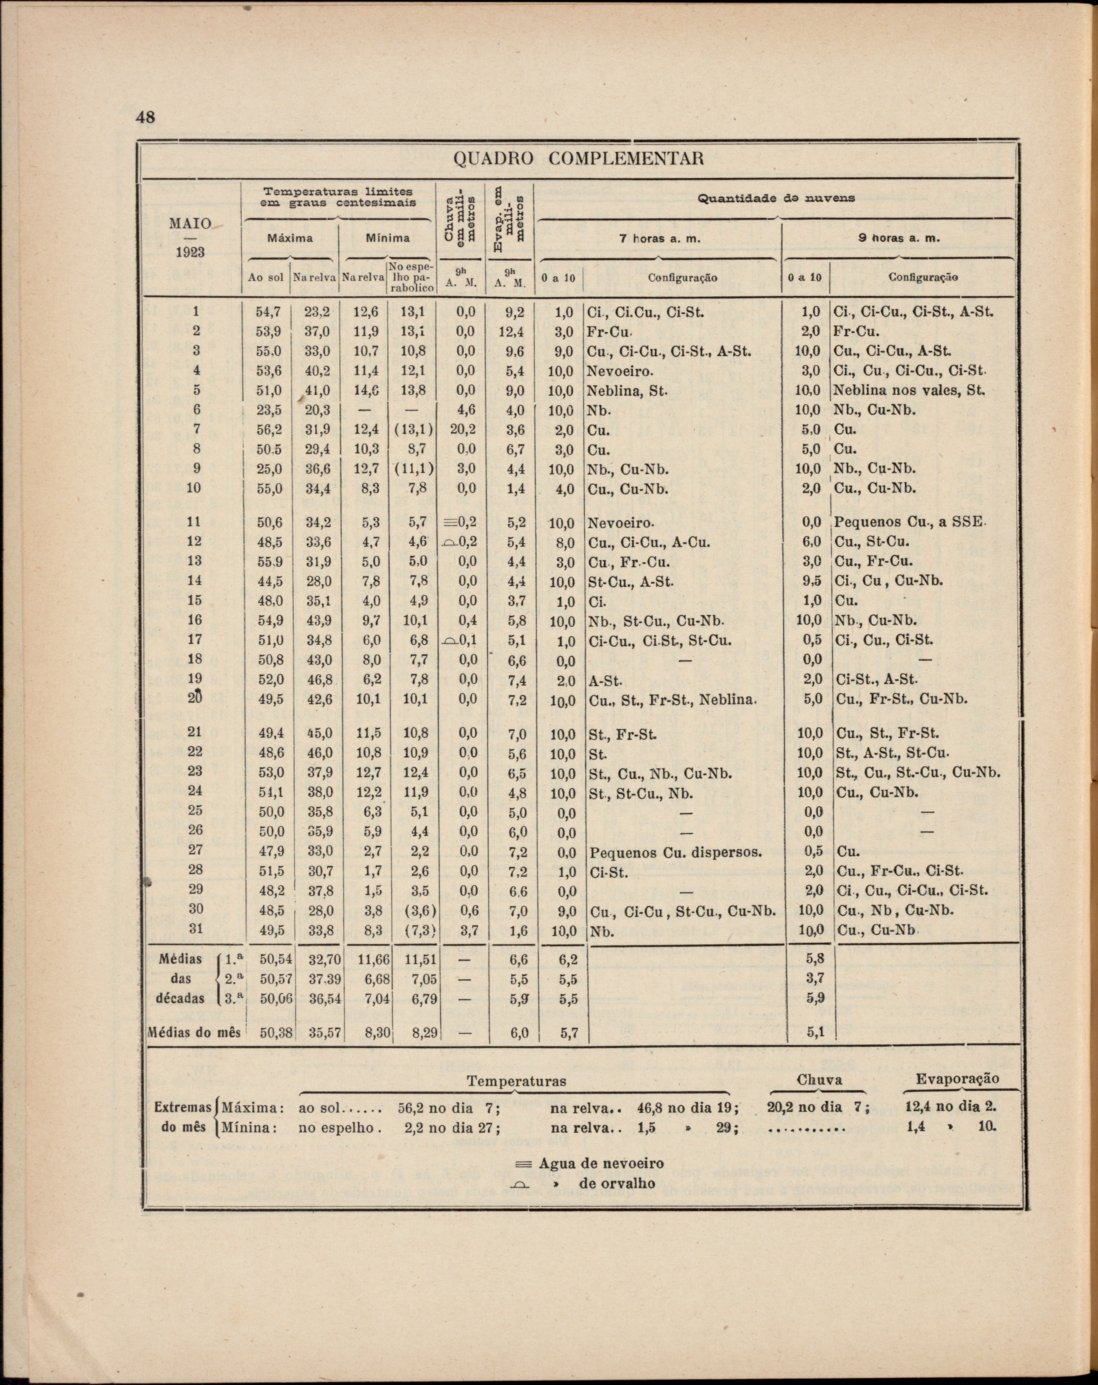 48
QUADRO COMPLEMENTAR
MAIO
—
1923
Temperaturas limites
em graus centesimais
Chuva em milimetros
Evap. em milimetros
Quantidade de nuvens
Máxima Mínima 7 horas a. m. 9 horas a. m.
Ao sol Na relva Na relva No espelho parabolico 9h A. M. 9h A. M. 0 a 10 Configuração 0 a 10 Configuração
1 54,7 23,2 12,6 13,1 0,0 9,2 1,0 Ci., Ci.Cu., Ci-St. 1,0 Ci., Ci-Cu., Ci-St., A-St.
2 53,9 37,0 11,9 13,1 0,0 12,4 3,0 Fr-Cu. 2,0 Fr-Cu.
3 55.0 33,0 10,7 10,8 0,0 9,6 9,0 Cu., Ci-Cu., Ci-St., A-St. 10,0 Cu., Ci-Cu., A-St.
4 53,6 40,2 11,4 12,1 0,0 5,4 10,0 Nevoeiro. 3,0 Ci., Cu., Ci-Cu., Ci-St.
5 51,0 41,0 14,6 13,8 0,0 9,0 10,0 Neblina, St. 10,0 Neblina nos vales, St.
6 23,5 20,3 — — 4,6 4,0 10,0 Nb. 10,0 Nb., Cu-Nb.
7 56,2 31,9 12,4 (13,1) 20,2 3,6 2,0 Cu. 5.0 Cu.
8 50.5 29,4 10,3 8,7 0,0 6,7 3,0 Cu. 5,0 Cu.
9 25,0 36,6 12,7 (11,1) 3,0 4,4 10,0 Nb., Cu-Nb. 10,0 Nb., Cu-Nb.
10 55,0 34,4 8,3 7,8 0,0 1,4 4,0 Cu., Cu-Nb. 2,0 Cu., Cu-Nb.
11 50,6 34,2 5,3 5,7 ≡0,2 5,2 10,0 Nevoeiro. 0,0 Pequenos Cu., a SSE.
12 48,5 33,6 4,7 4,6 ⌓0,2 5,4 8,0 Cu., Ci-Cu., A-Cu. 6,0 Cu., St-Cu.
13 55.9 31,9 5,0 5.0 0,0 4,4 3,0 Cu., Fr.-Cu. 3,0 Cu., Fr-Cu.
14 44,5 28,0 7,8 7,8 0,0 4,4 10,0 St-Cu., A-St. 9,5 Ci., Cu., Cu-Nb.
15 48,0 35,1 4,0 4,9 0,0 3,7 1,0 Ci. 1,0 Cu.
16 54,9 43,9 9,7 10,1 0,4 5,8 10,0 Nb., St-Cu., Cu-Nb. 10,0 Nb., Cu-Nb.
17 51,0 34,8 6,0 6,8 ⌓0,1 5,1 1,0 Ci-Cu., Ci.St., St-Cu. 0,5 Ci., Cu., Ci-St.
18 50,8 43,0 8,0 7,7 0,0 6,6 0,0 — 0,0 —
19 52,0 46,8 6,2 7,8 0,0 7,4 2,0 A-St. 2,0 Ci-St., A-St.
20 49,5 42,6 10,1 10,1 0,0 7,2 10,0 Cu., St., Fr-St., Neblina. 5,0 Cu., Fr-St., Cu-Nb.
21 49,4 45,0 11,5 10,8 0,0 7,0 10,0 St., Fr-St. 10,0 Cu., St., Fr-St.
22 48,6 46,0 10,8 10,9 0,0 5,6 10,0 St. 10,0 St., A-St., St-Cu.
23 53,0 37,9 12,7 12,4 0,0 6,5 10,0 St., Cu., Nb., Cu-Nb. 10,0 St., Cu., St.-Cu., Cu-Nb.
24 54,1 38,0 12,2 11,9 0,0 4,8 10,0 St., St-Cu., Nb. 10,0 Cu., Cu-Nb.
25 50,0 35,8 6,3 5,1 0,0 5,0 0,0 — 0,0 —
26 50,0 35,9 5,9 4,4 0,0 6,0 0,0 — 0,0 —
27 47,9 33,0 2,7 2,2 0,0 7,2 0,0 Pequenos Cu. dispersos. 0,5 Cu.
28 51,5 30,7 1,7 2,6 0,0 7,2 1,0 Ci-St. 2,0 Cu., Fr-Cu., Ci-St.
29 48,2 37,8 1,5 3,5 0,0 6,6 0,0 — 2,0 Ci., Cu., Ci-Cu., Ci-St.
30 48,5 28,0 3,8 (3,6) 0,6 7,0 9,0 Cu., Ci-Cu., St-Cu., Cu-Nb. 10,0 Cu., Nb., Cu-Nb.
31 49,5 33,8 8,3 (7,3) 3,7 1,6 10,0 Nb. 10,0 Cu., Cu-Nb.
Médias 1.ª 50,54 32,70 11,66 11,51 — 6,6 6,2 5,8
das 2.ª 50,57 37,39 6,68 7,05 — 5,5 5,5 3,7
décadas 3.ª 50,06 36,54 7,04 6,79 — 5,9 5,5 5,9
Médias do mês 50,38 35,57 8,30 8,29 — 6,0 5,7 5,1
Temperaturas Chuva Evaporação
Extremas Máxima: ao sol...... 56,2 no dia 7; na relva.. 46,8 no dia 19; 20,2 no dia 7; 12,4 no dia 2.
do mês Mínina: no espelho. 2,2 no dia 27; na relva.. 1,5 » 29; ........... 1,4 » 10.
≡ Agua de nevoeiro
⌓ » de orvalho